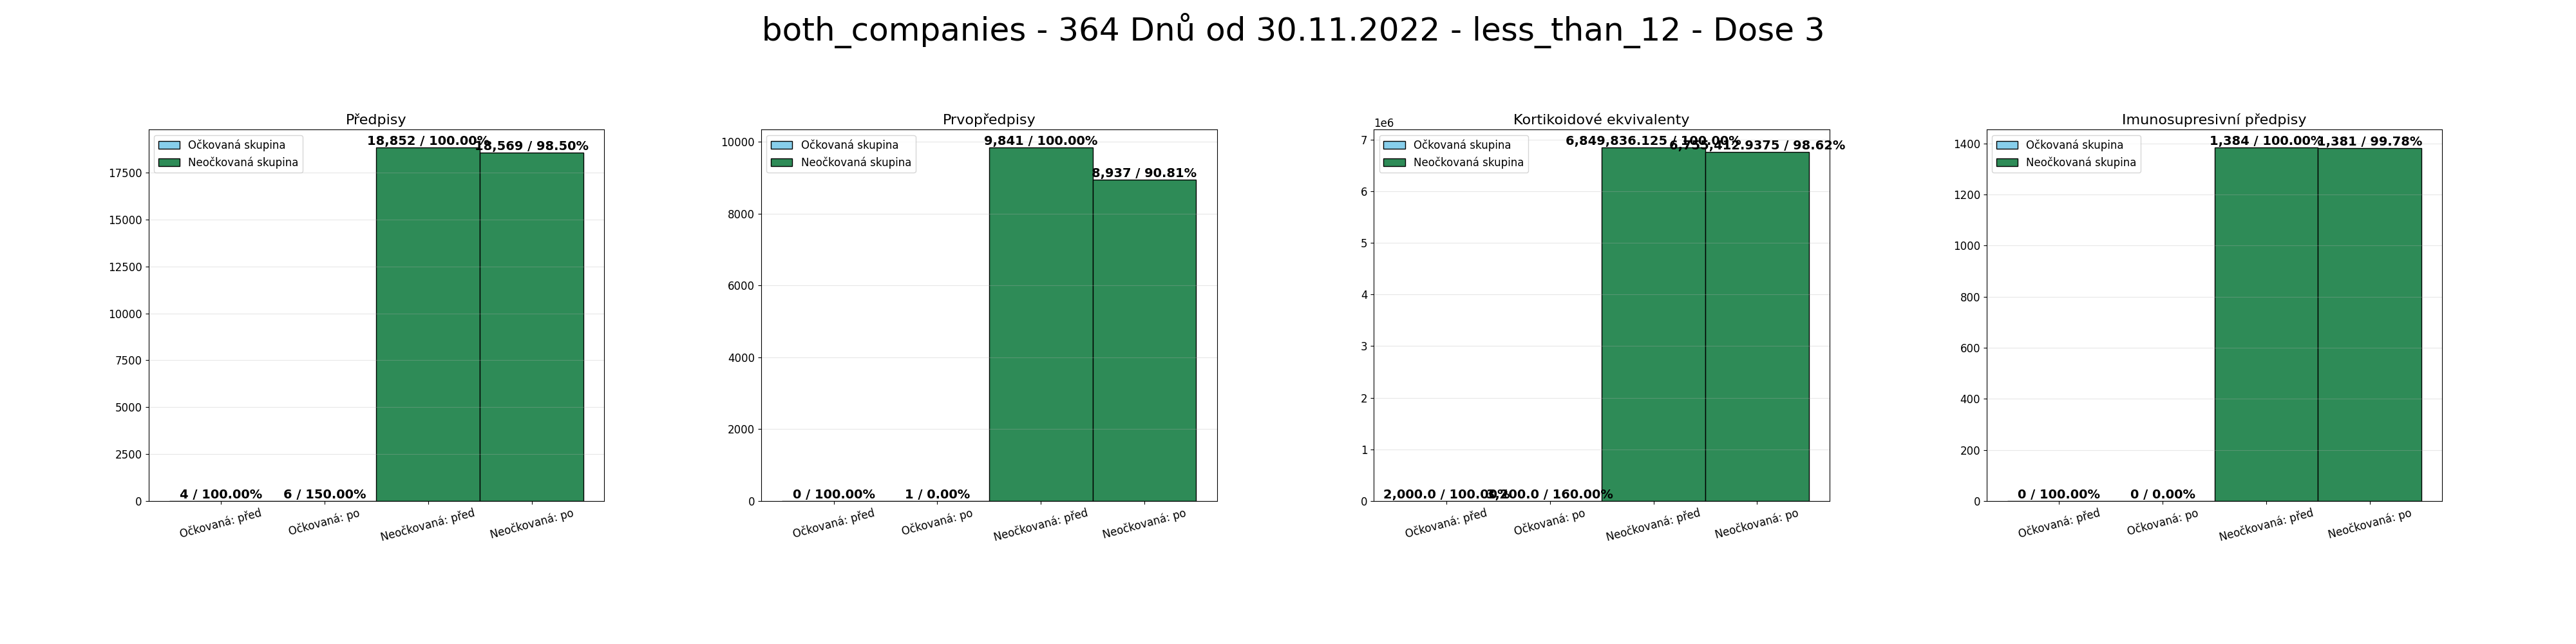 both_companies - 364 Dnů od 30.11.2022 - less_than_12 - Dose 3
Předpisy
Očkovaná skupina
Neočkovaná skupina
18,852 / 100.00%
18,569 / 98.50%
17500
15000
12500
10000
7500
5000
2500
0
4 / 100.00%
6 / 150.00%
Očkovaná: před
Očkovaná: po
Neočkovaná: před
Neočkovaná: po
Prvopředpisy
Očkovaná skupina
Neočkovaná skupina
9,841 / 100.00%
8,937 / 90.81%
10000
8000
6000
4000
2000
0
0 / 100.00%
1 / 0.00%
Očkovaná: před
Očkovaná: po
Neočkovaná: před
Neočkovaná: po
Kortikoidové ekvivalenty
1e6
Očkovaná skupina
Neočkovaná skupina
6,849,836.125 / 100.00%
6,755,412.9375 / 98.62%
7
6
5
4
3
2
1
0
2,000.0 / 100.00%
3,200.0 / 160.00%
Očkovaná: před
Očkovaná: po
Neočkovaná: před
Neočkovaná: po
Imunosupresivní předpisy
Očkovaná skupina
Neočkovaná skupina
1,384 / 100.00%
1,381 / 99.78%
1400
1200
1000
800
600
400
200
0
0 / 100.00%
0 / 0.00%
Očkovaná: před
Očkovaná: po
Neočkovaná: před
Neočkovaná: po